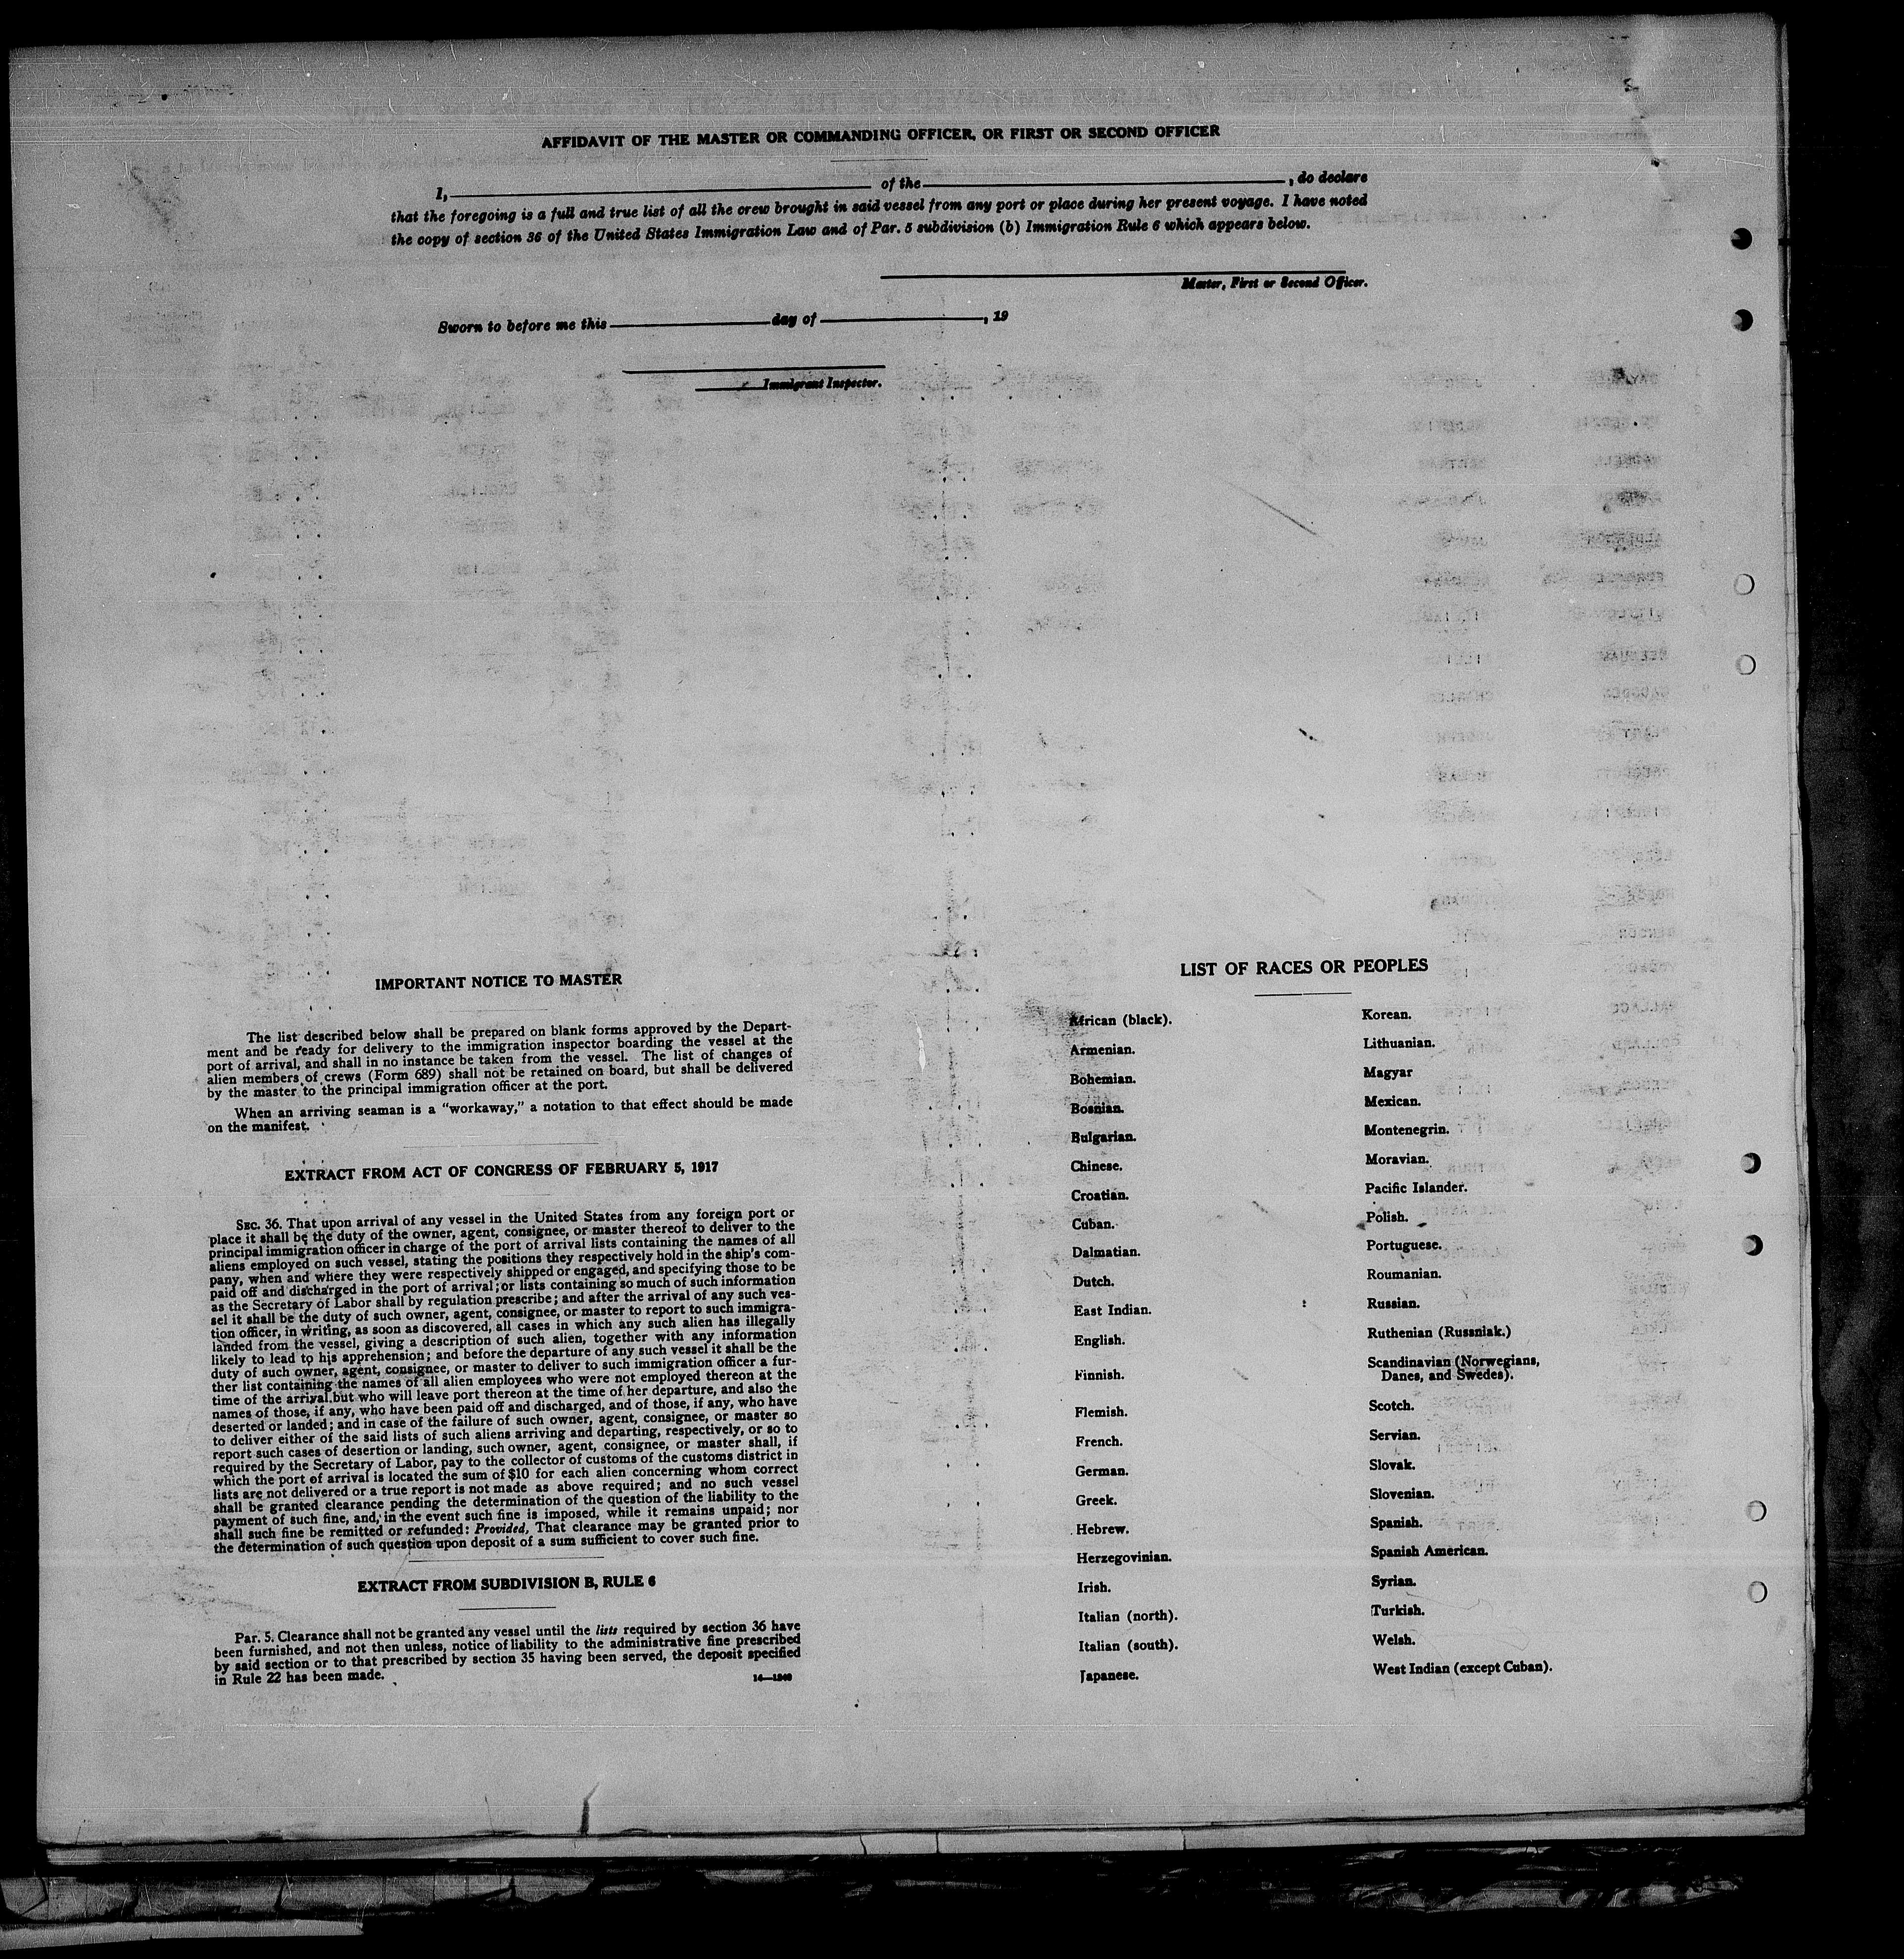 AFFIDAVIT OF THE MASTER OR COMMANDING OFFICER, OR FIRST OR SECOND OFFICER
I, of the , do declare
that the foregoing is a full and true list of all the crew brought in said vessel from any port or place during her present voyage. I have noted
the copy of section 36 of the United States Immigration Law and of Par. 5 subdivision (b) Immigration Rule 6 which appears below.
Master, First or Second Officer.
Sworn to before me this day of , 19
Immigrant Inspector.
IMPORTANT NOTICE TO MASTER
The list described below shall be prepared on blank forms approved by the Depart-
ment and be ready for delivery to the immigration inspector boarding the vessel at the
port of arrival, and shall in no instance be taken from the vessel. The list of changes of
alien members of crews (Form 689) shall not be retained on board, but shall be delivered
by the master to the principal immigration officer at the port.
When an arriving seaman is a "workaway," a notation to that effect should be made
on the manifest.
EXTRACT FROM ACT OF CONGRESS OF FEBRUARY 5, 1917
SEC. 36. That upon arrival of any vessel in the United States from any foreign port or
place it shall be the duty of the owner, agent, consignee, or master thereof to deliver to the
principal immigration officer in charge of the port of arrival lists containing the names of all
aliens employed on such vessel, stating the positions they respectively hold in the ship's com-
pany, when and where they were respectively shipped or engaged, and specifying those to be
paid off and discharged in the port of arrival; or lists containing so much of such information
as the Secretary of Labor shall by regulation prescribe; and after the arrival of any such ves-
sel it shall be the duty of such owner, agent, consignee, or master to report to such immigra-
tion officer, in writing, as soon as discovered, all cases in which any such alien has illegally
landed from the vessel, giving a description of such alien, together with any information
likely to lead to his apprehension; and before the departure of any such vessel it shall be the
duty of such owner, agent, consignee, or master to deliver to such immigration officer a fur-
ther list containing the names of all alien employees who were not employed thereon at the
time of the arrival but who will leave port thereon at the time of her departure, and also the
names of those, if any, who have been paid off and discharged, and of those, if any, who have
deserted or landed; and in case of the failure of such owner, agent, consignee, or master so
to deliver either of the said lists of such aliens arriving and departing, respectively, or so to
report such cases of desertion or landing, such owner, agent, consignee, or master shall, if
required by the Secretary of Labor, pay to the collector of customs of the customs district in
which the port of arrival is located the sum of $10 for each alien concerning whom correct
lists are not delivered or a true report is not made as above required; and no such vessel
shall be granted clearance pending the determination of the question of the liability to the
payment of such fine, and, in the event such fine is imposed, while it remains unpaid; nor
shall such fine be remitted or refunded: Provided, That clearance may be granted prior to
the determination of such question upon deposit of a sum sufficient to cover such fine.
EXTRACT FROM SUBDIVISION B, RULE 6
Par. 5. Clearance shall not be granted any vessel until the lists required by section 36 have
been furnished, and not then unless, notice of liability to the administrative fine prescribed
by said section or to that prescribed by section 35 having been served, the deposit specified
in Rule 22 has been made.
LIST OF RACES OR PEOPLES
African (black).
Armenian.
Bohemian.
Bosnian.
Bulgarian.
Chinese.
Croatian.
Cuban.
Dalmatian.
Dutch.
East Indian.
English.
Finnish.
Flemish.
French.
German.
Greek.
Hebrew.
Herzegovinian.
Irish.
Italian (north).
Italian (south).
Japanese.
Korean.
Lithuanian.
Magyar
Mexican.
Montenegrin.
Moravian.
Pacific Islander.
Polish.
Portuguese.
Roumanian.
Russian.
Ruthenian (Russniak.)
Scandinavian (Norwegians,
Danes, and Swedes).
Scotch.
Servian.
Slovak.
Slovenian.
Spanish.
Spanish American.
Syrian.
Turkish.
Welsh.
West Indian (except Cuban).